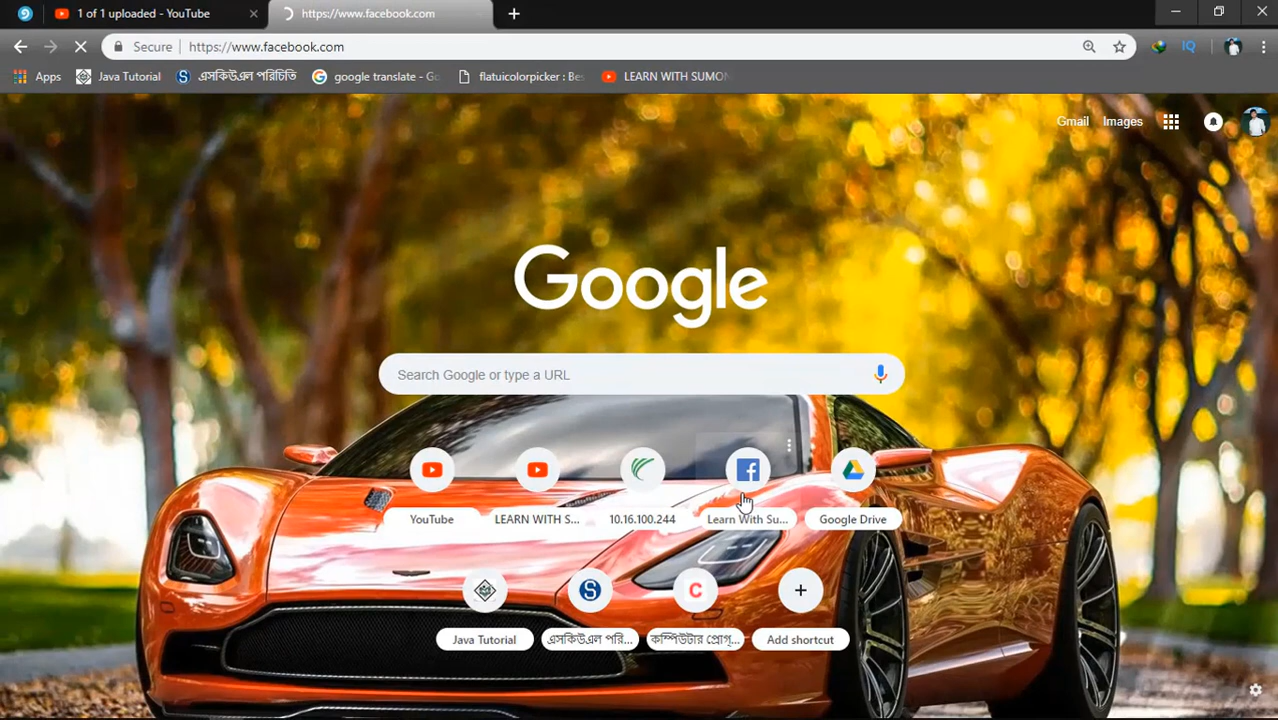 1 of 1 uploaded - YouTube
https://www.facebook.com
Secure
https://www.facebook.com
IQ
Apps
Java Tutorial
এসকিউএল পরিচিতি
google translate - Go
flatuicolorpicker : Bes
LEARN WITH SUMON
Gmail
Images
Google
Search Google or type a URL
YouTube
LEARN WITH S...
10.16.100.244
Learn With Su...
Google Drive
Java Tutorial
এসকিউএল পরি...
কম্পিউটার প্রোগ্...
Add shortcut